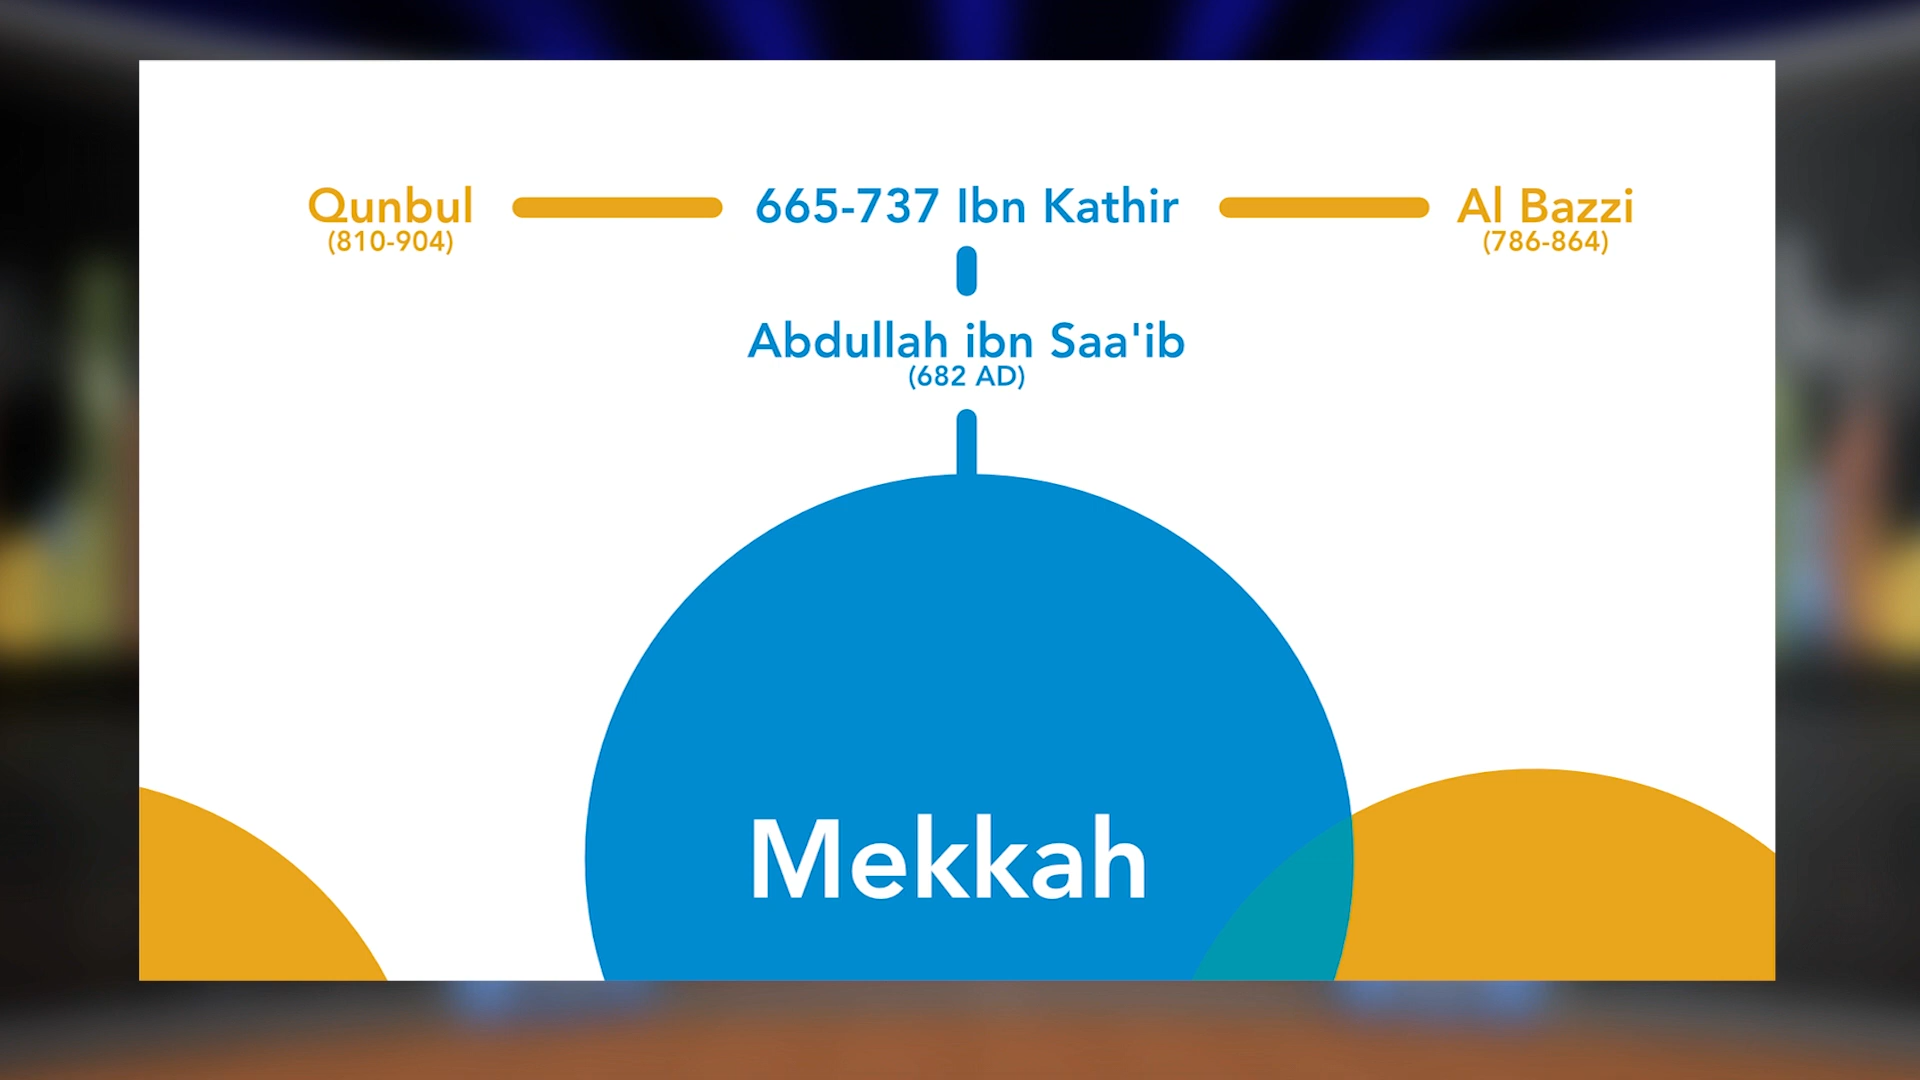 Qunbul
(810-904)
665-737 Ibn Kathir
Al Bazzi
(786-864)
Abdullah ibn Saa'ib
(682 AD)
Mekkah